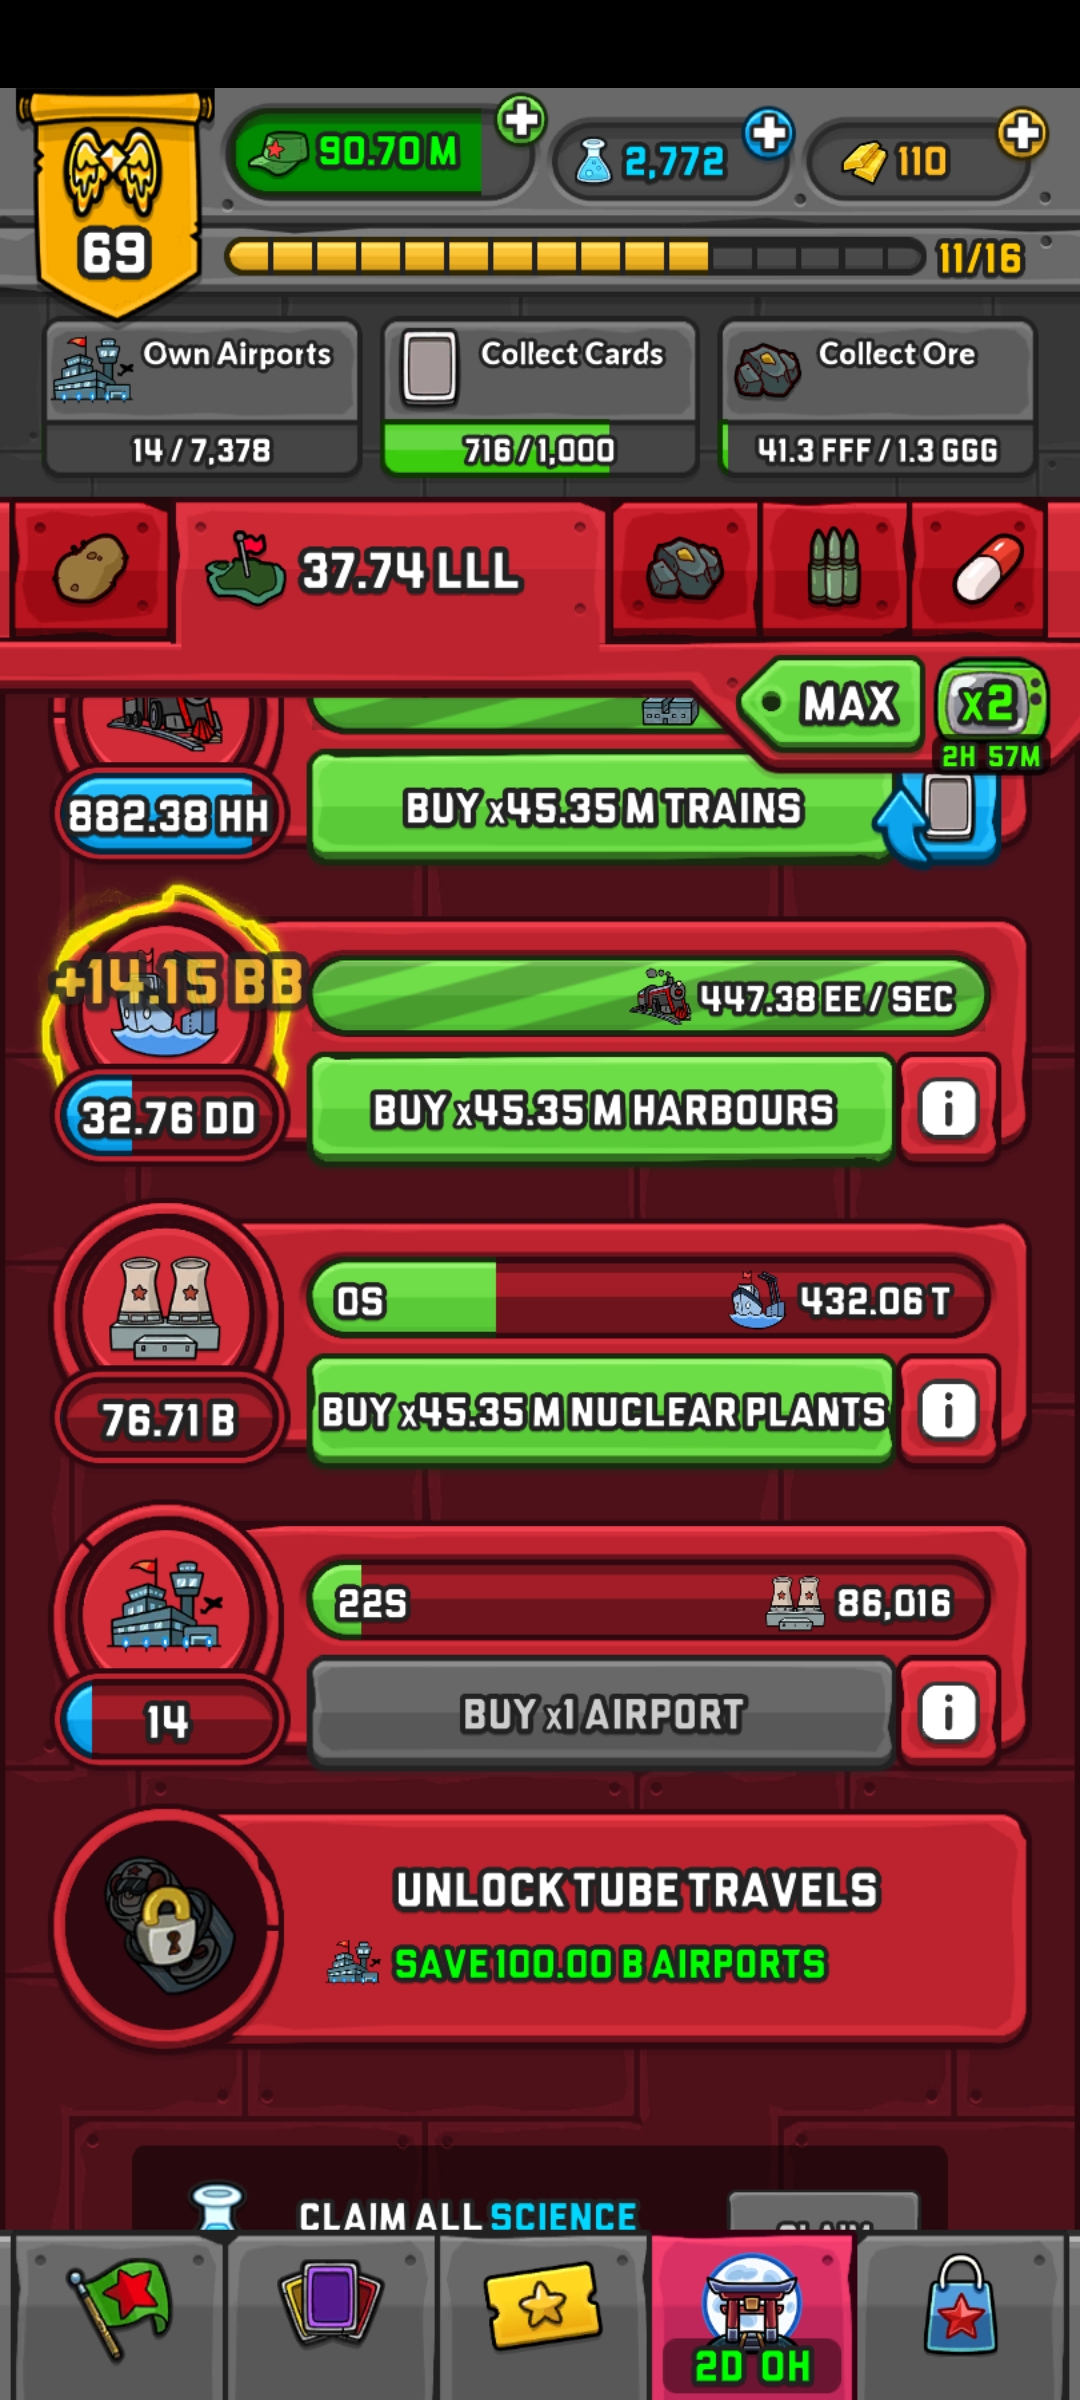 90.70 M
2,772
110
69
11/16
Own Airports
14 / 7,378
Collect Cards
716 / 1,000
Collect Ore
41.3 FFF / 1.3 GGG
37.74 LLL
MAX
x2
2H 57M
882.38 HH
BUY x45.35 M TRAINS
+14.15 BB
447.38 EE / SEC
32.76 DD
BUY x45.35 M HARBOURS
i
0S
432.06 T
76.71 B
BUY x45.35 M NUCLEAR PLANTS
i
22S
86,016
14
BUY x1 AIRPORT
i
UNLOCK TUBE TRAVELS
SAVE 100.00 B AIRPORTS
CLAIM ALL SCIENCE
CLAIM
2D 0H